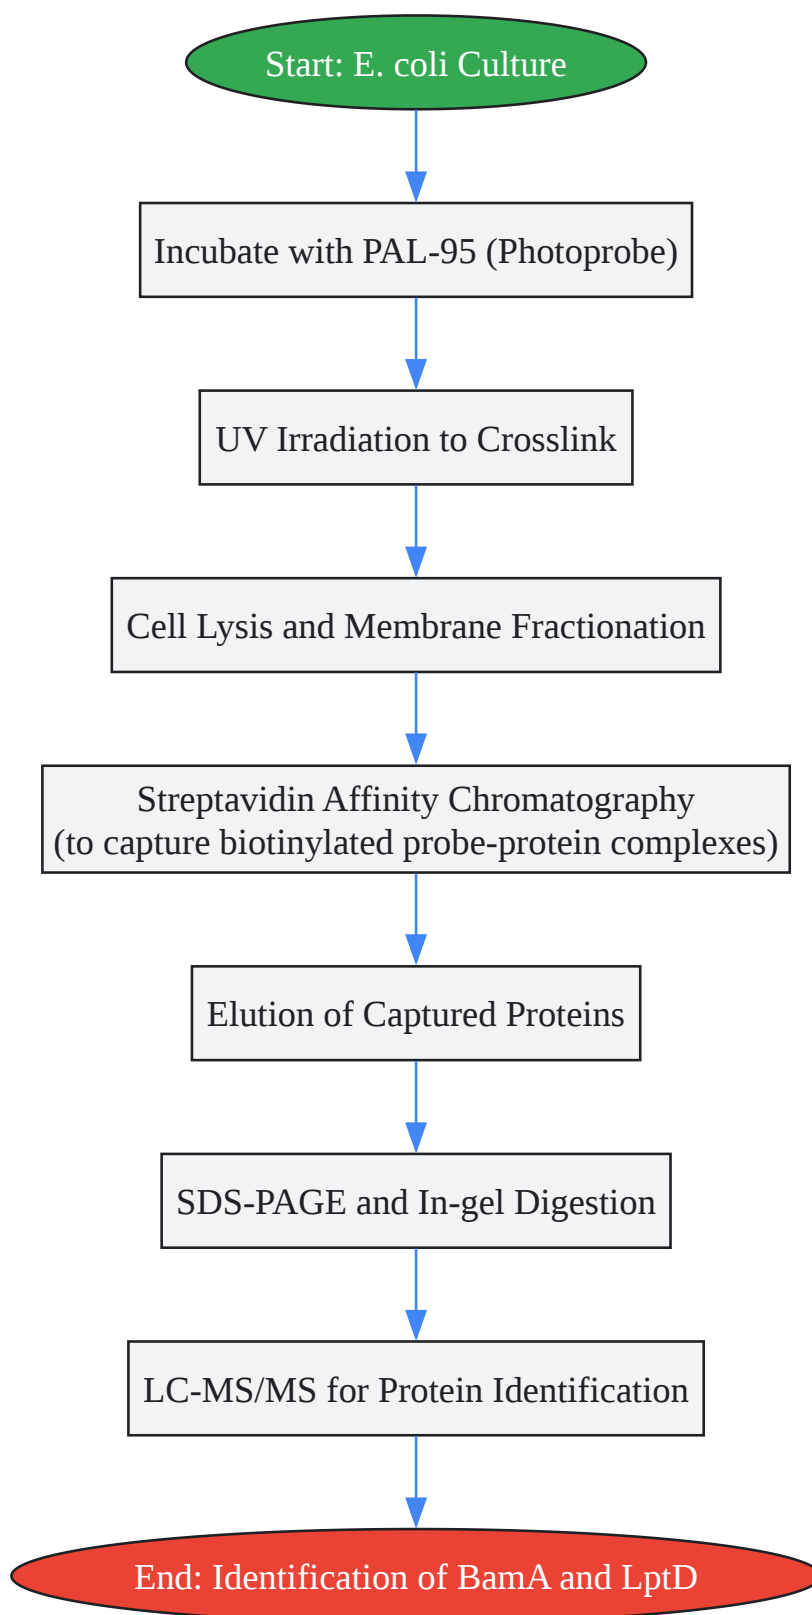 Start: E. coli Culture
Incubate with PAL-95 (Photoprobe)
UV Irradiation to Crosslink
Cell Lysis and Membrane Fractionation
Streptavidin Affinity Chromatography
(to capture biotinylated probe-protein complexes)
Elution of Captured Proteins
SDS-PAGE and In-gel Digestion
LC-MS/MS for Protein Identification
End: Identification of BamA and LptD